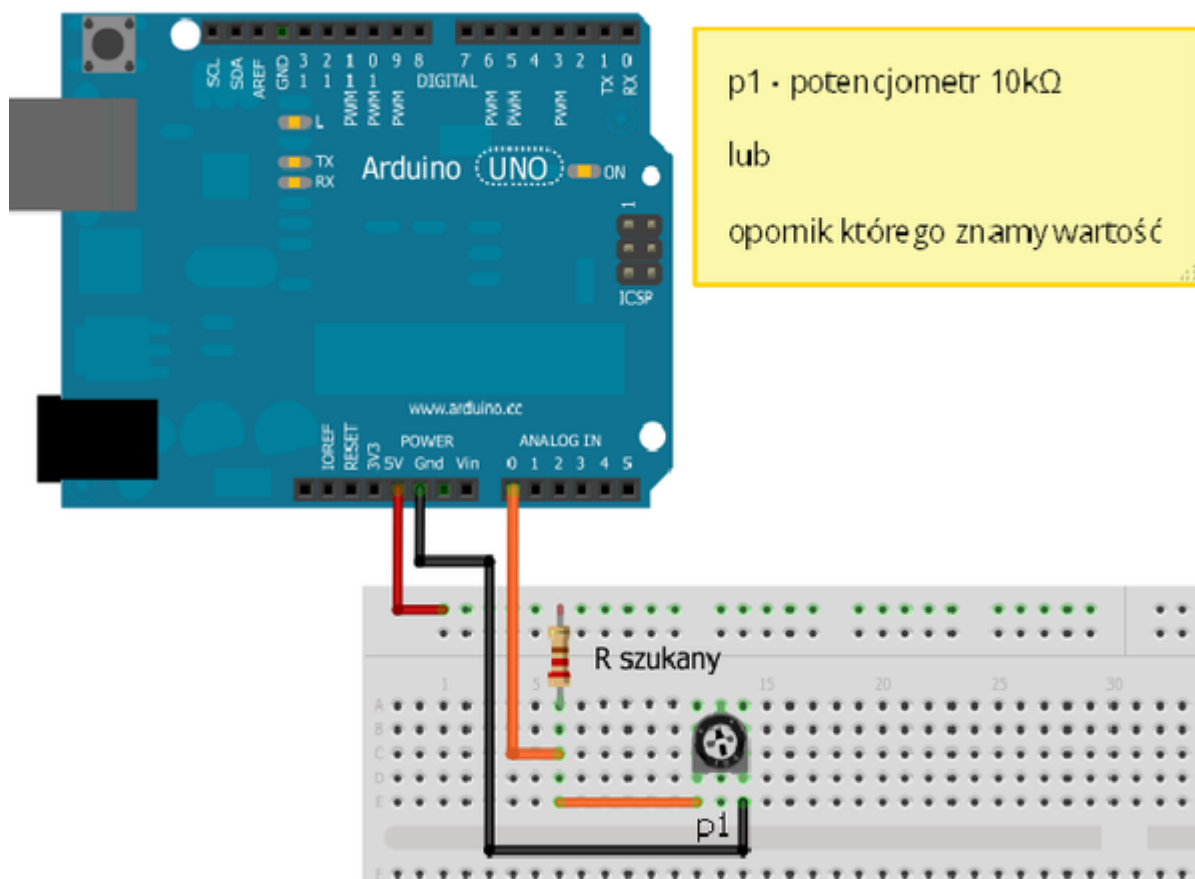 SCL
SDA
AREF
GND
13
12
11
10
9
8
7
6
5
4
3
2
1
0
DIGITAL
PWM
PWM
PWM
PWM
PWM
PWM
TX
RX
L
TX
RX
Arduino UNO
ON
1
ICSP
www.arduino.cc
POWER
ANALOG IN
IOREF
RESET
3V3
5V
Gnd
Vin
0 1 2 3 4 5
p1 - potencjometr 10kΩ
lub
opornik którego znamy wartość
R szukany
1 5 15 20 25 30
A
B
C
D
E
p1
F